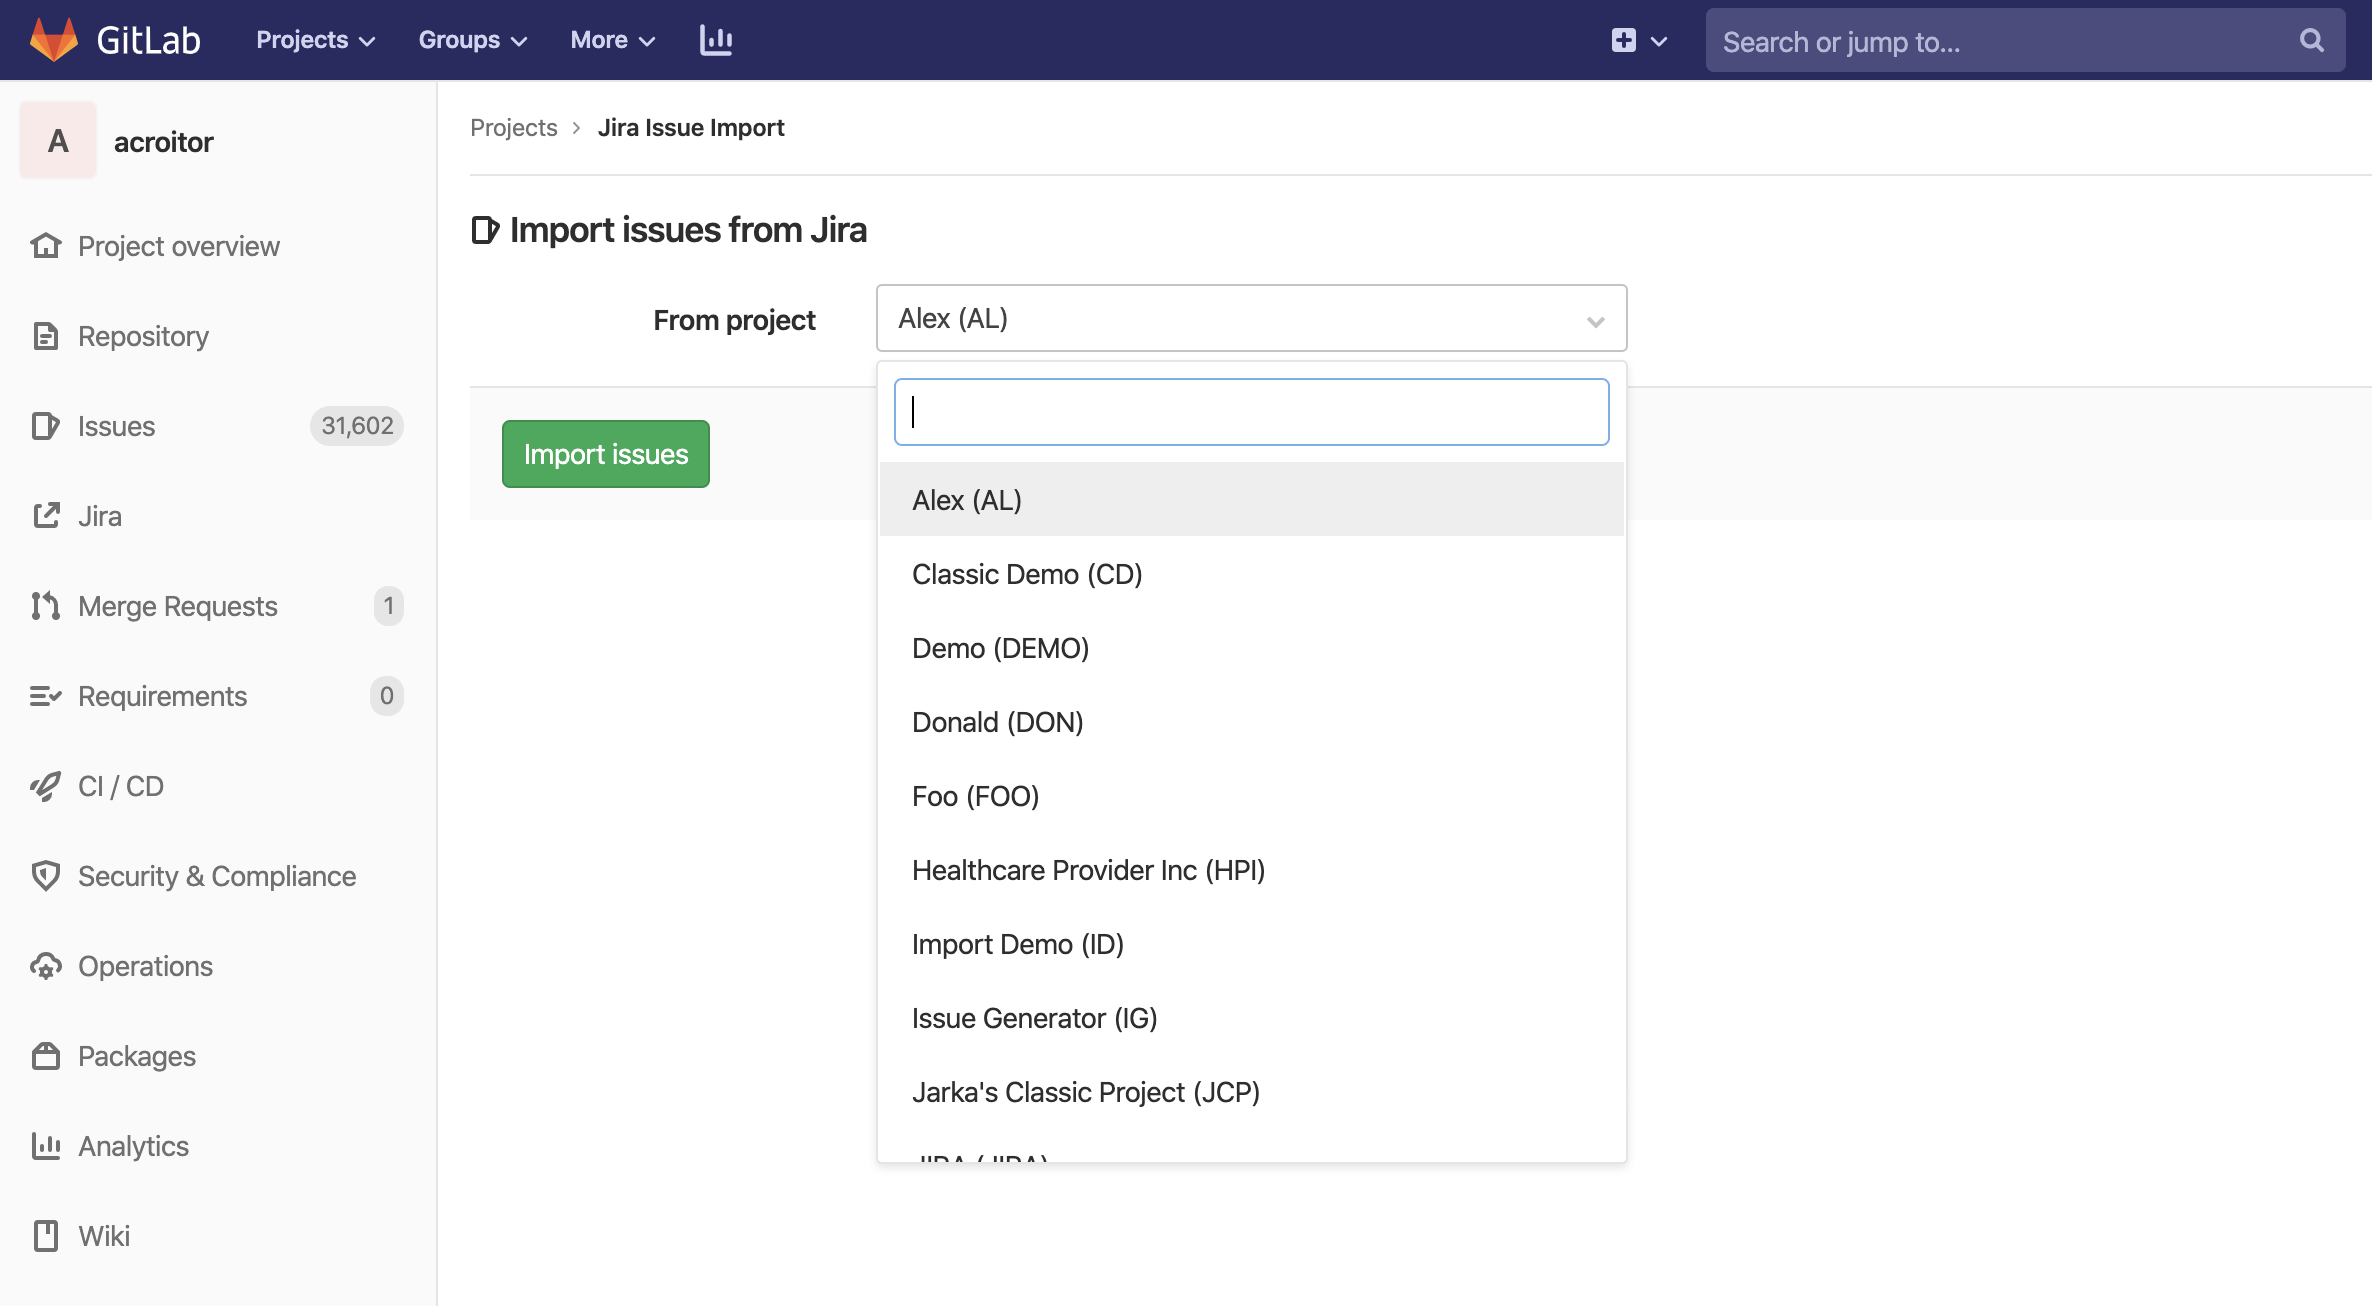 GitLab Projects Groups More Search or jump to...
A acroitor
Project overview
Repository
Issues 31,602
Jira
Merge Requests 1
Requirements 0
CI / CD
Security & Compliance
Operations
Packages
Analytics
Wiki
Projects > Jira Issue Import
Import issues from Jira
From project Alex (AL)
Import issues
Alex (AL)
Classic Demo (CD)
Demo (DEMO)
Donald (DON)
Foo (FOO)
Healthcare Provider Inc (HPI)
Import Demo (ID)
Issue Generator (IG)
Jarka's Classic Project (JCP)
JIRA (JIRA)